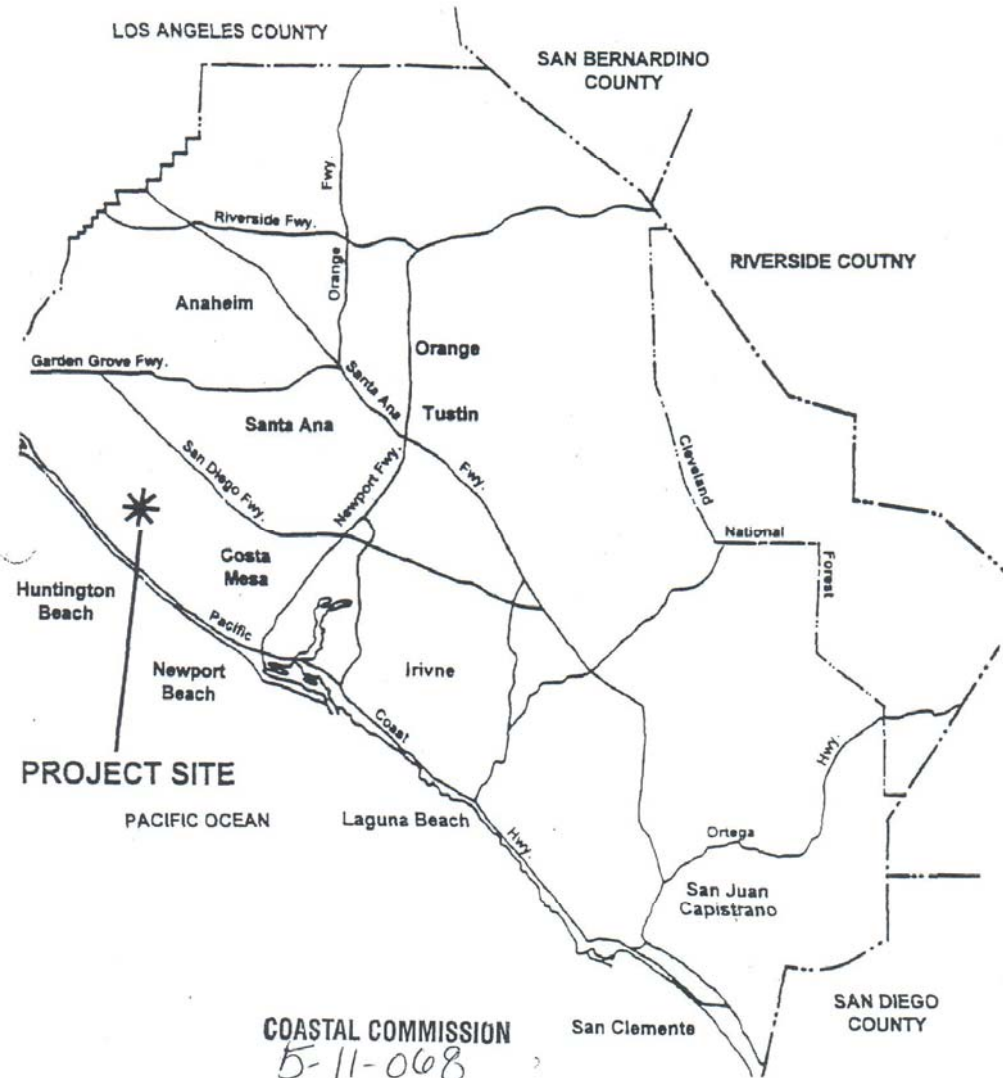 LOS ANGELES COUNTY
SAN BERNARDINO
COUNTY
Fwy.
Riverside Fwy.
Orange
RIVERSIDE COUTNY
Anaheim
Orange
Garden Grove Fwy.
Santa Ana
Tustin
Santa Ana
Cleveland
San Diego Fwy.
Newport Fwy.
Fwy.
National
Forest
Costa
Mesa
Huntington
Beach
Pacific
Irivne
Newport
Beach
Coast
Hwy.
PROJECT SITE
PACIFIC OCEAN
Laguna Beach
Hwy.
Ortega
San Juan
Capistrano
SAN DIEGO
COUNTY
COASTAL COMMISSION
5-11-068
San Clemente